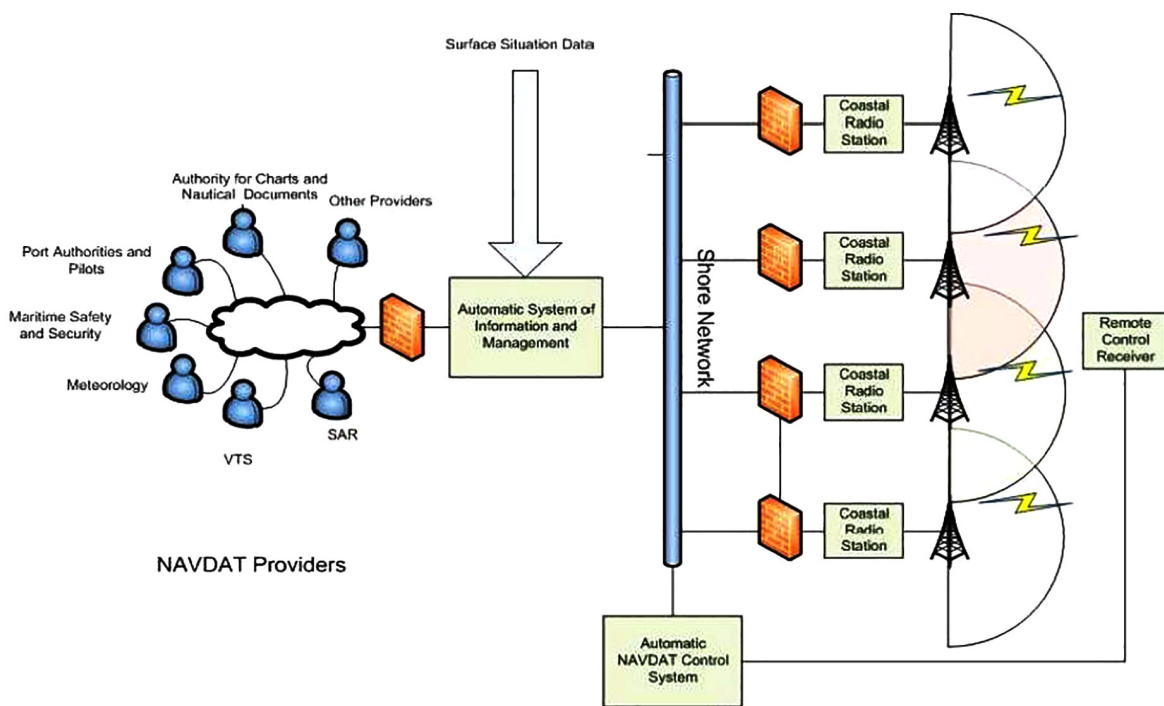 Surface Situation Data
Authority for Charts and
Nautical Documents
Other Providers
Port Authorities and
Pilots
Maritime Safety
and Security
Meteorology
VTS
SAR
NAVDAT Providers
Automatic System of
Information and
Management
Shore Network
Coastal
Radio
Station
Coastal
Radio
Station
Coastal
Radio
Station
Coastal
Radio
Station
Remote
Control
Receiver
Automatic
NAVDAT Control
System